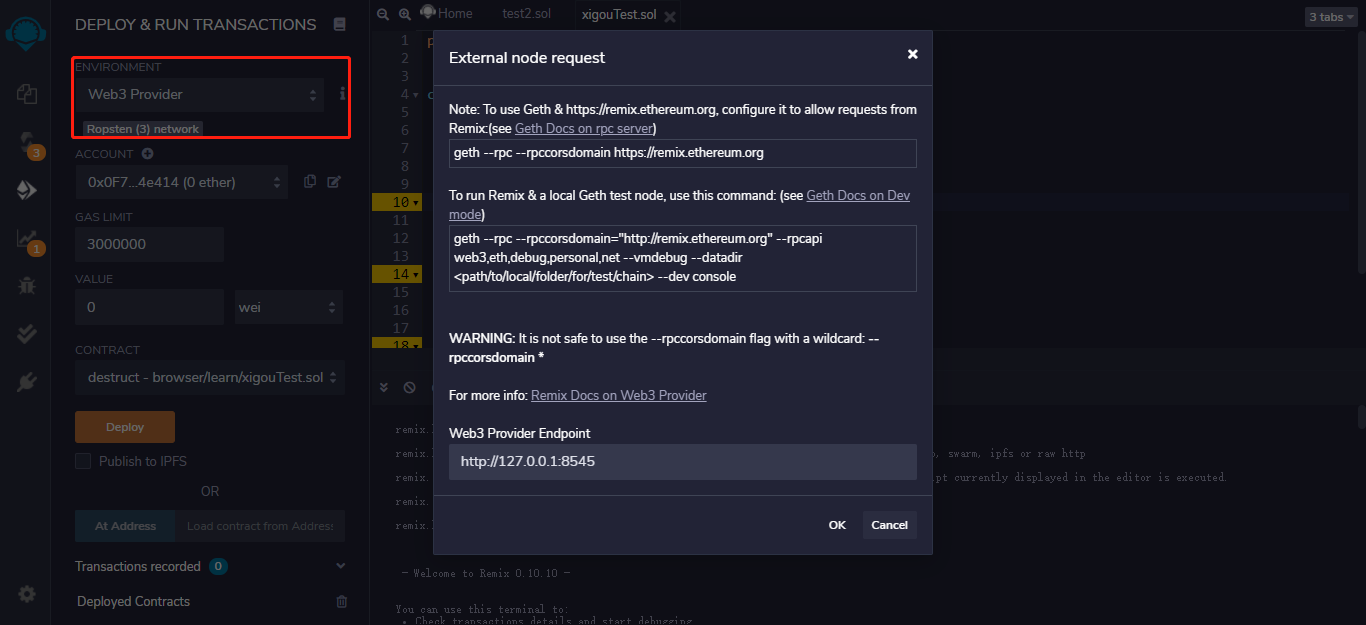 DEPLOY & RUN TRANSACTIONS
ENVIRONMENT
Web3 Provider
Ropsten (3) network
ACCOUNT
0x0F7...4e414 (0 ether)
GAS LIMIT
3000000
VALUE
0
wei
CONTRACT
destruct - browser/learn/xigouTest.sol
Deploy
Publish to IPFS
OR
At Address
Load contract from Address
Transactions recorded 0
Deployed Contracts
3
1
Home
test2.sol
xigouTest.sol
3 tabs
1
2
3
4
5
6
7
8
9
10
11
12
13
14
15
16
17
18
External node request
Note: To use Geth & https://remix.ethereum.org, configure it to allow requests from
Remix:(see Geth Docs on rpc server)
geth --rpc --rpccorsdomain https://remix.ethereum.org
To run Remix & a local Geth test node, use this command: (see Geth Docs on Dev
mode)
geth --rpc --rpccorsdomain="http://remix.ethereum.org" --rpcapi
web3,eth,debug,personal,net --vmdebug --datadir
<path/to/local/folder/for/test/chain> --dev console
WARNING: It is not safe to use the --rpccorsdomain flag with a wildcard: --
rpccorsdomain *
For more info: Remix Docs on Web3 Provider
Web3 Provider Endpoint
http://127.0.0.1:8545
OK
Cancel
remix.
remix. swarm, ipfs or raw http
remix. currently displayed in the editor is executed.
remix.
remix.
- Welcome to Remix 0.10.10 -
You can use this terminal to:
• Check transactions details and start debugging.